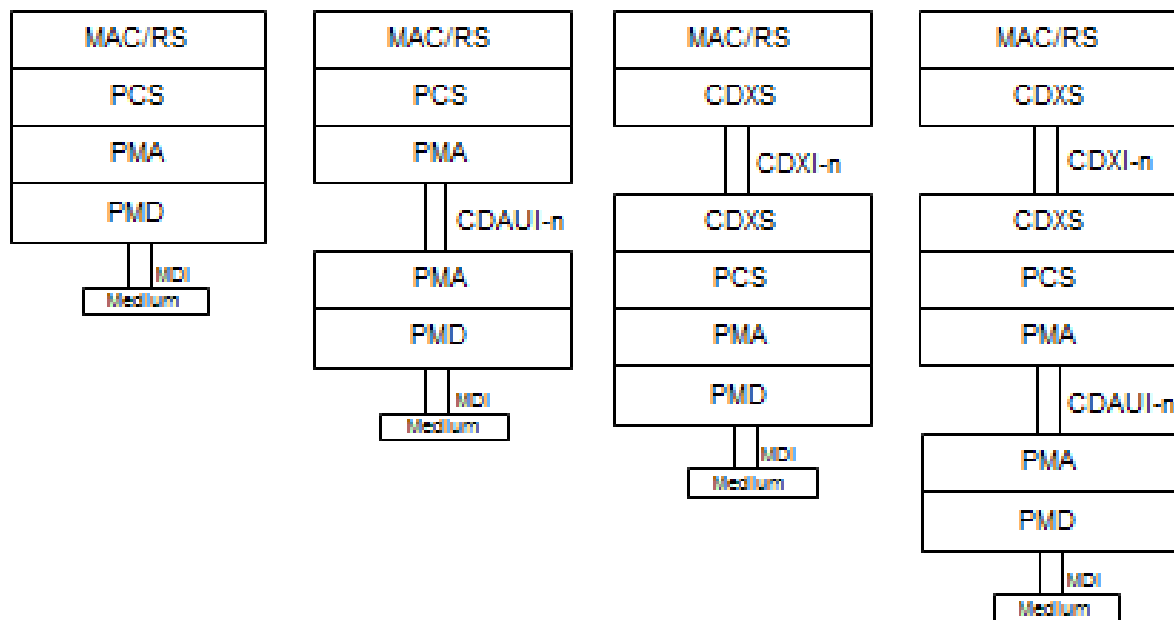 MAC/RS
PCS
PMA
PMD
MDI
Medium
MAC/RS
PCS
PMA
CDAUI-n
PMA
PMD
MDI
Medium
MAC/RS
CDXS
CDXI-n
CDXS
PCS
PMA
PMD
MDI
Medium
MAC/RS
CDXS
CDXI-n
CDXS
PCS
PMA
CDAUI-n
PMA
PMD
MDI
Medium